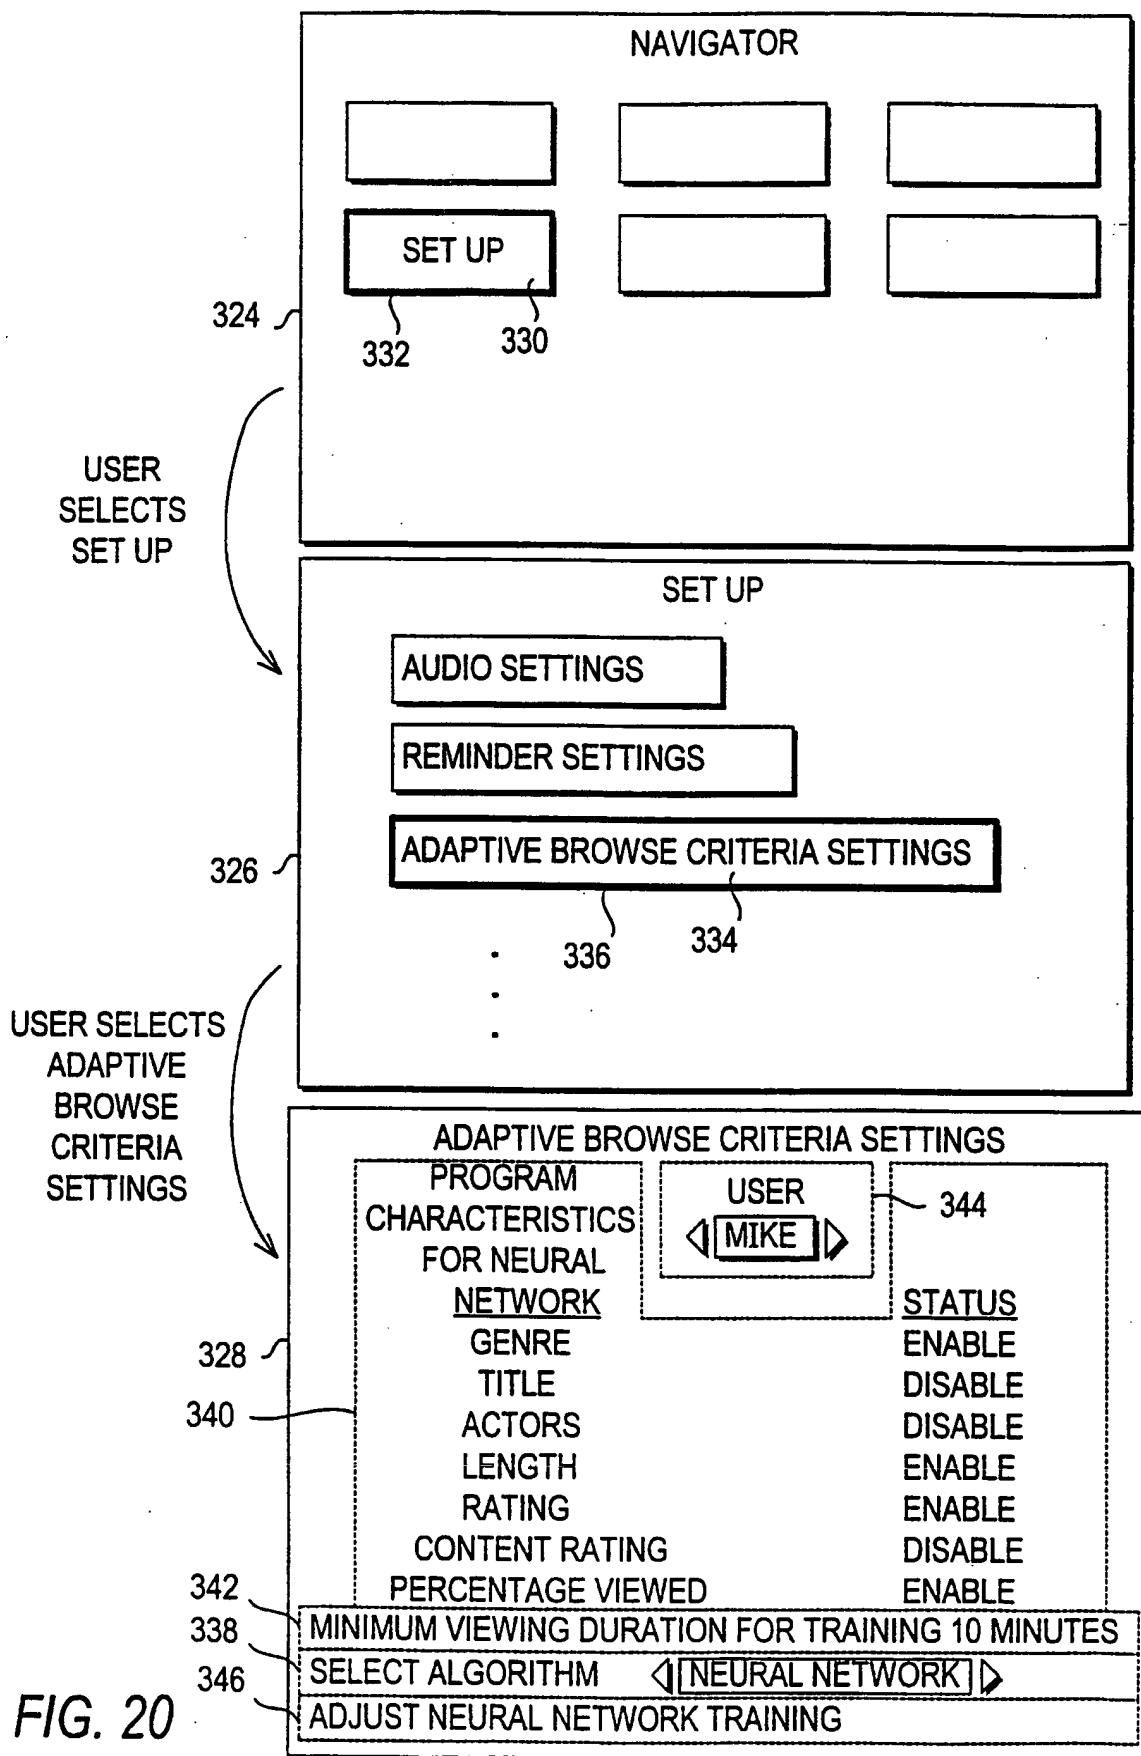 NAVIGATOR
SET UP
324
332
330
USER
SELECTS
SET UP
SET UP
AUDIO SETTINGS
REMINDER SETTINGS
ADAPTIVE BROWSE CRITERIA SETTINGS
326
336
334
USER SELECTS
ADAPTIVE
BROWSE
CRITERIA
SETTINGS
ADAPTIVE BROWSE CRITERIA SETTINGS
PROGRAM
CHARACTERISTICS
FOR NEURAL
NETWORK
USER
MIKE
344
STATUS
328
GENRE ENABLE
TITLE DISABLE
340
ACTORS DISABLE
LENGTH ENABLE
RATING ENABLE
CONTENT RATING DISABLE
PERCENTAGE VIEWED ENABLE
342
MINIMUM VIEWING DURATION FOR TRAINING 10 MINUTES
338
SELECT ALGORITHM NEURAL NETWORK
346
ADJUST NEURAL NETWORK TRAINING
FIG. 20